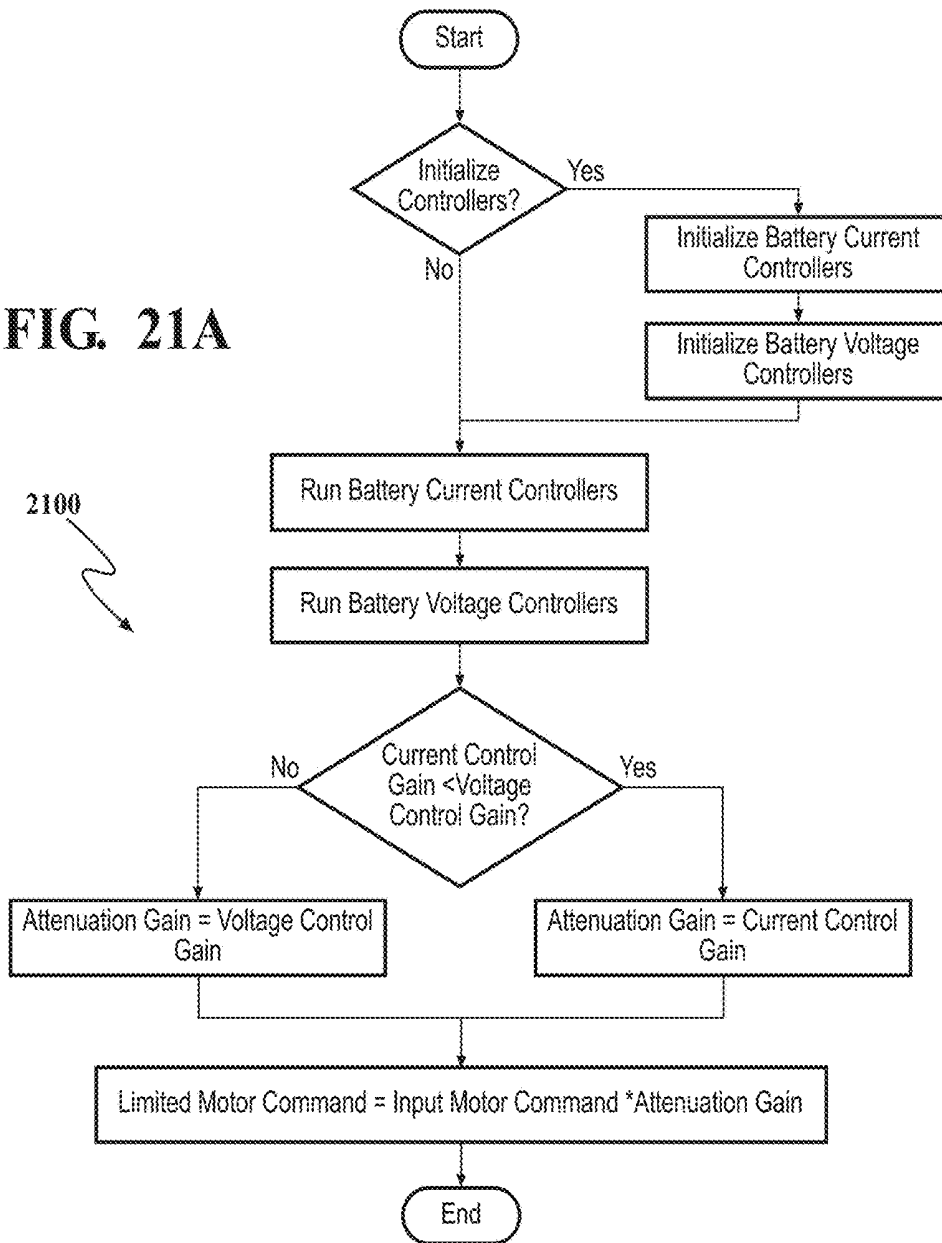 Start
Initialize
Controllers?
Yes
No
Initialize Battery Current
Controllers
Initialize Battery Voltage
Controllers
FIG. 21A
Run Battery Current Controllers
2100
Run Battery Voltage Controllers
Current Control
Gain <Voltage
Control Gain?
No
Yes
Attenuation Gain = Voltage Control
Gain
Attenuation Gain = Current Control
Gain
Limited Motor Command = Input Motor Command *Attenuation Gain
End